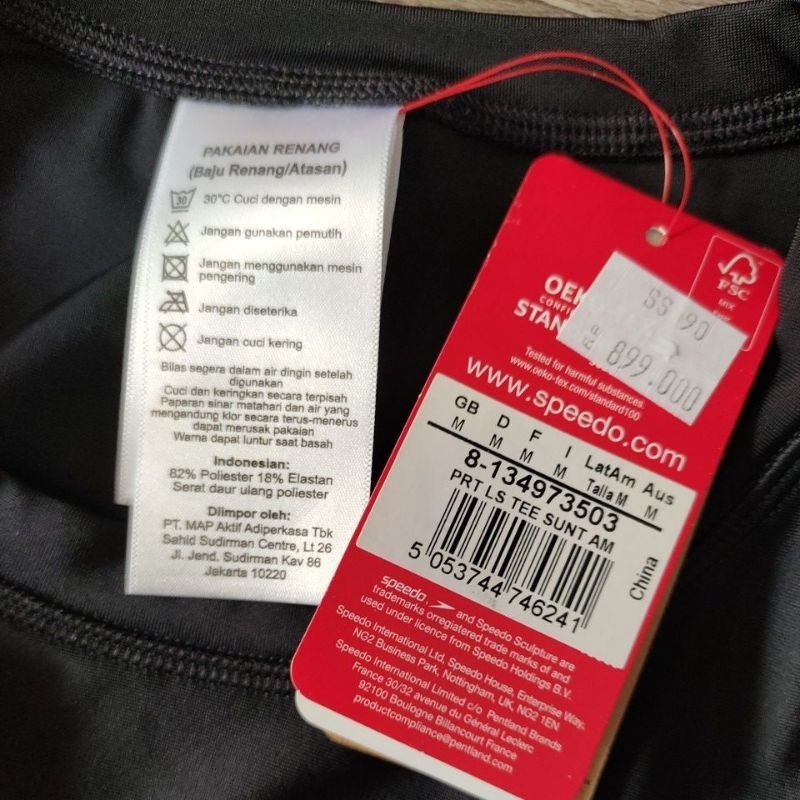 PAKAIAN RENANG
(Baju Renang/Atasan)
30
30°C Cuci dengan mesin
Jangan gunakan pemutih
Jangan menggunakan mesin
pengering
Jangan diseterika
Jangan cuci kering
Bilas segera dalam air dingin setelah
digunakan
Cuci dan keringkan secara terpisah
Paparan sinar matahari dan air yang
mengandung klor secara terus-menerus
dapat merusak pakaian
Warna dapat luntur saat basah
Indonesian:
82% Poliester 18% Elastan
Serat daur ulang poliester
Diimpor oleh:
PT. MAP Aktif Adiperkasa Tbk
Sahid Sudirman Centre, Lt 26
Jl. Jend. Sudirman Kav 86
Jakarta 10220
FSC
MIX
SS 90
RP 899.000
Tested for harmful substances.
www.oeko-tex.com/standard100
www.speedo.com
GB D F I LatAm Aus
M M M M Talla M M
8-134973503
PRT LS TEE SUNT AM
5 053744 746241
China
speedo and Speedo Sculpture are
trademarks orregistered trade marks of and
used under licence from Speedo Holdings B.V.
Speedo International Ltd, Speedo House, Enterprise Way,
NG2 Business Park, Nottingham, UK, NG2 1EN
Speedo International Limited c/o Pentland Brands
France 30/32 avenue du Général Leclerc
92100 Boulogne Billancourt France
productcompliance@pentland.com